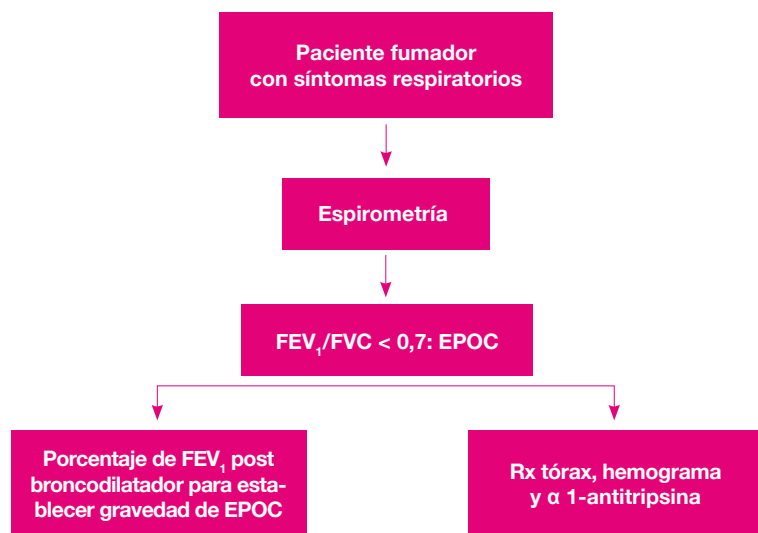 Paciente fumador
con síntomas respiratorios
Espirometría
FEV₁/FVC < 0,7: EPOC
Porcentaje de FEV₁ post
broncodilatador para esta-
blecer gravedad de EPOC
Rx tórax, hemograma
y α 1-antitripsina